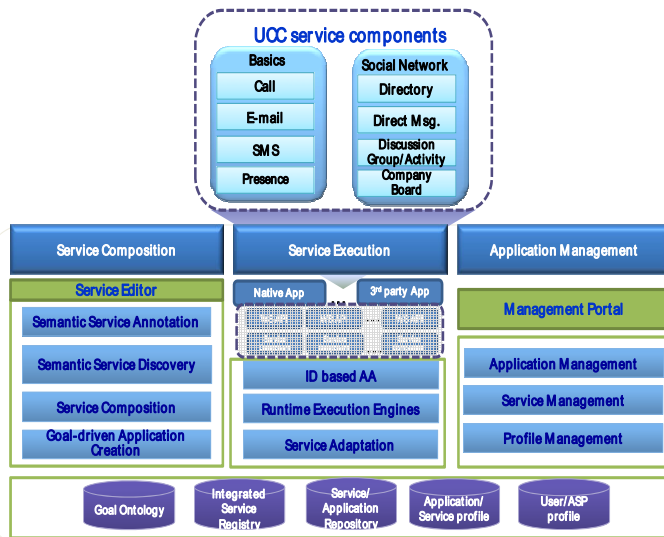 UCC service components
Basics
Call
E-mail
SMS
Presence
Social Network
Directory
Direct Msg.
Discussion
Group/Activity
Company
Board
Service Composition
Service Execution
Application Management
Service Editor
Semantic Service Annotation
Semantic Service Discovery
Service Composition
Goal-driven Application
Creation
Native App
3rd party App
ID based AA
Runtime Execution Engines
Service Adaptation
Management Portal
Application Management
Service Management
Profile Management
Goal Ontology
Integrated
Service
Registry
Service/
Application
Repository
Application/
Service profile
User/ASP
profile